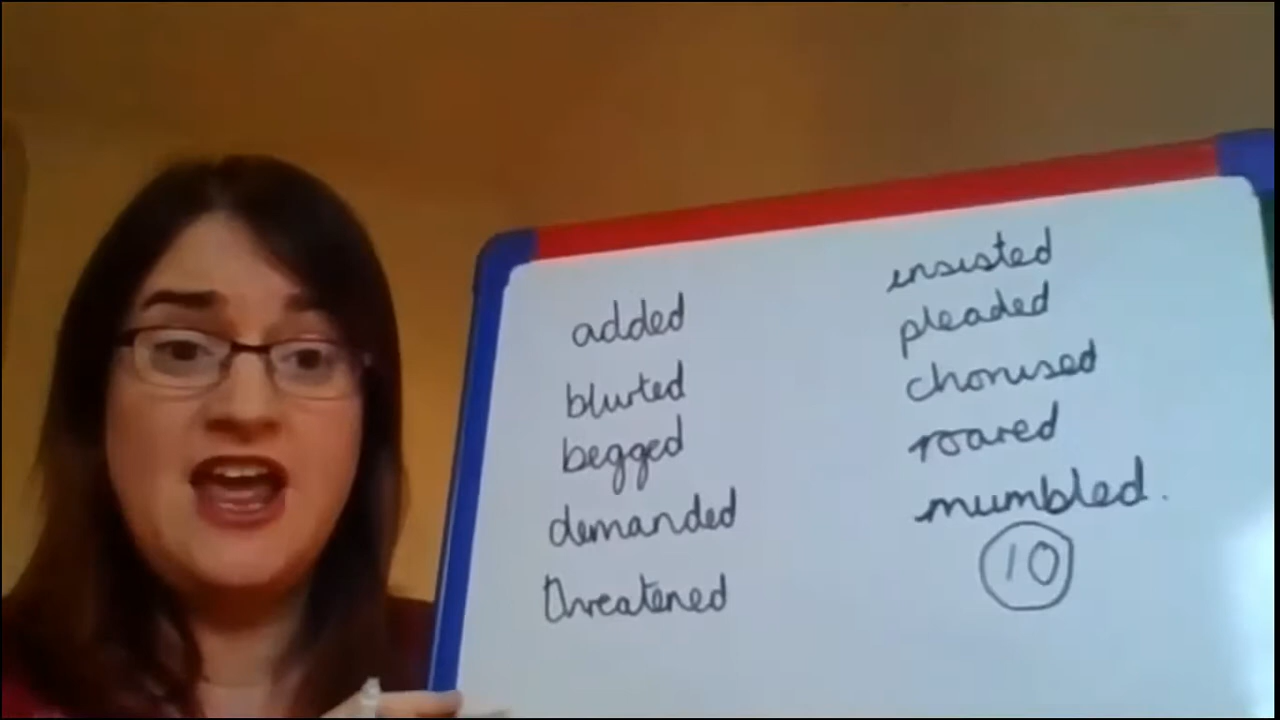 added
blurted
begged
demanded
threatened
insisted
pleaded
chorused
roared
mumbled.
10